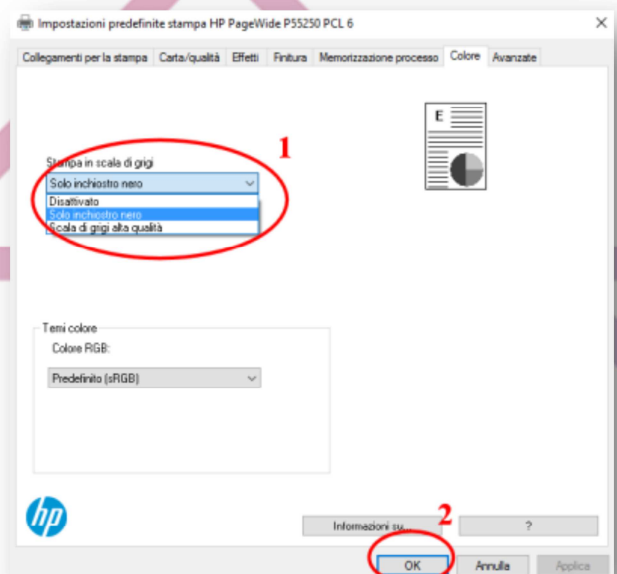 Impostazioni predefinite stampa HP PageWide P55250 PCL 6
Collegamenti per la stampa Carta/qualità Effetti Finitura Memorizzazione processo Colore Avanzate
E
1
Stampa in scala di grigi
Solo inchiostro nero
Disattivato
Solo inchiostro nero
Scala di grigi alta qualità
Temi colore
Colore RGB:
Predefinito (sRGB)
hp
Informazioni su...
2
?
OK
Annulla
Applica